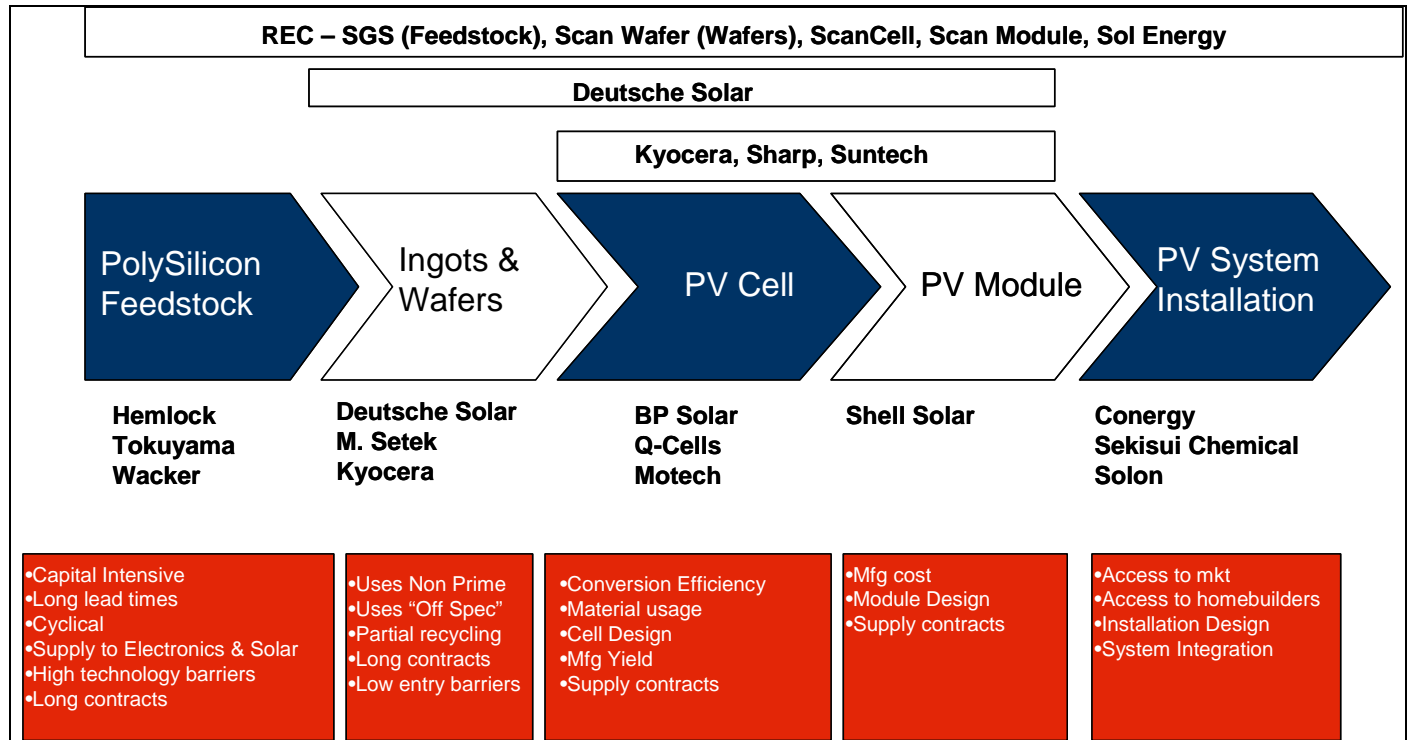 REC – SGS (Feedstock), Scan Wafer (Wafers), ScanCell, Scan Module, Sol Energy
Deutsche Solar
Kyocera, Sharp, Suntech
PolySilicon
Feedstock
Ingots &
Wafers
PV Cell
PV Module
PV System
Installation
Hemlock
Tokuyama
Wacker
Deutsche Solar
M. Setek
Kyocera
BP Solar
Q-Cells
Motech
Shell Solar
Conergy
Sekisui Chemical
Solon
•Capital Intensive
•Long lead times
•Cyclical
•Supply to Electronics & Solar
•High technology barriers
•Long contracts
•Uses Non Prime
•Uses “Off Spec”
•Partial recycling
•Long contracts
•Low entry barriers
•Conversion Efficiency
•Material usage
•Cell Design
•Mfg Yield
•Supply contracts
•Mfg cost
•Module Design
•Supply contracts
•Access to mkt
•Access to homebuilders
•Installation Design
•System Integration